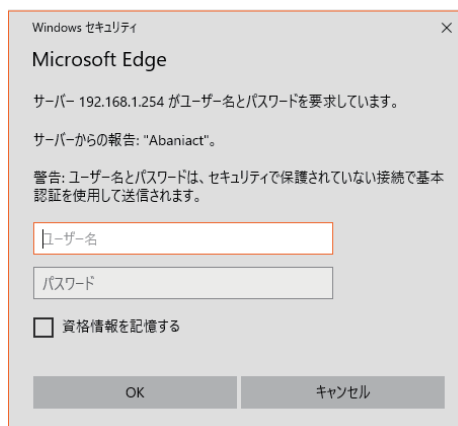 Windows セキュリティ
Microsoft Edge
サーバー 192.168.1.254 がユーザー名とパスワードを要求しています。
サーバーからの報告: "Abaniact"。
警告: ユーザー名とパスワードは、セキュリティで保護されていない接続で基本
認証を使用して送信されます。
ユーザー名
パスワード
資格情報を記憶する
OK
キャンセル